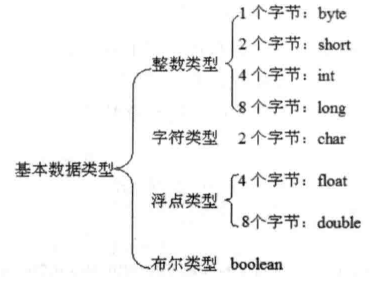 1个字节：byte
2个字节：short
整数类型
4个字节：int
8个字节：long
字符类型 2个字节：char
基本数据类型
4个字节：float
浮点类型
8个字节：double
布尔类型 boolean